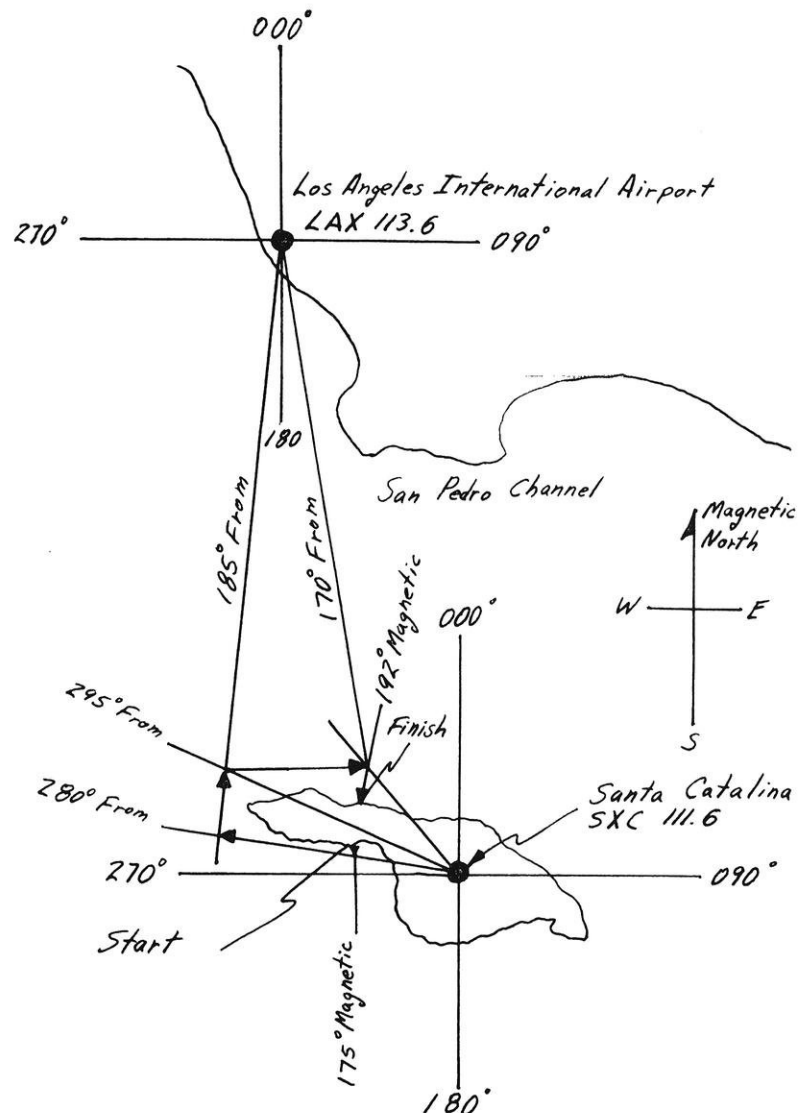 000°
Los Angeles International Airport
LAX 113.6
270°
090°
180
San Pedro Channel
185° From
170° From
Magnetic
North
W
E
S
192° Magnetic
000°
295° From
Finish
280° From
Santa Catalina
SXC 111.6
270°
090°
Start
175° Magnetic
180°